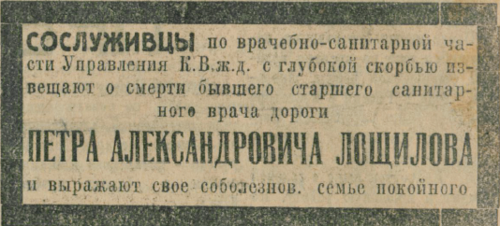 СОСЛУЖИВЦЫ по врачебно-санитарной ча-
сти Управления К.В.ж.д. с глубокой скорбью из-
вещают о смерти бывшего старшего санитар-
ного врача дороги
ПЕТРА АЛЕКСАНДРОВИЧА ЛОЩИЛОВА
и выражают свое соболезнов. семье покойного